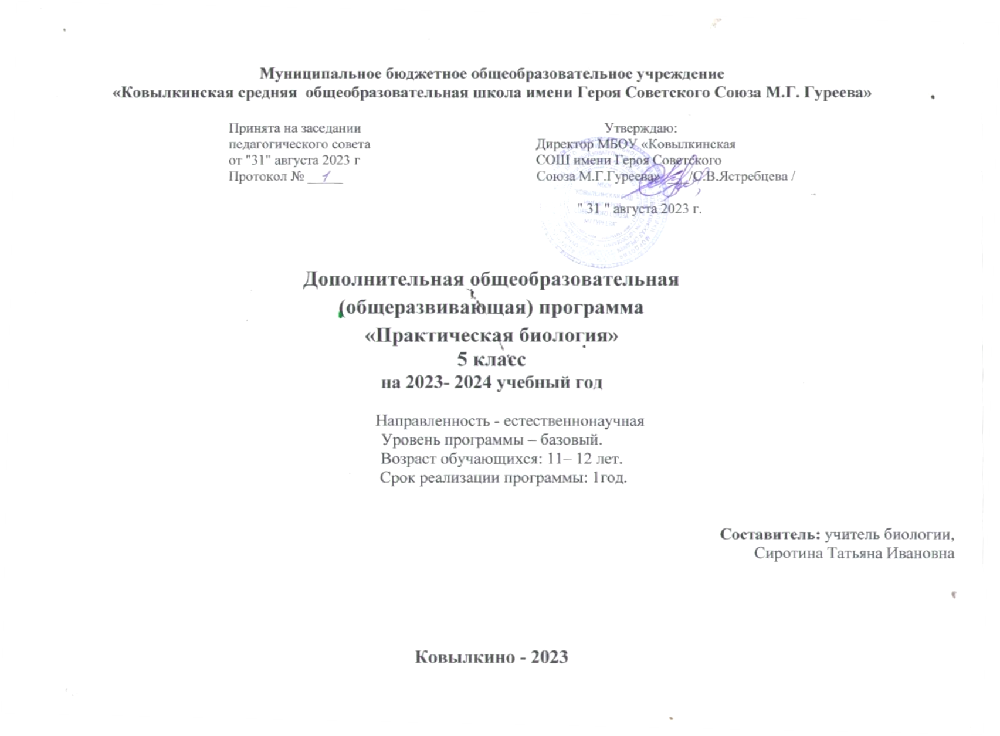 Муниципальное бюджетное общеобразовательное учреждение
«Ковылкинская средняя общеобразовательная школа имени Героя Советского Союза М.Г. Гуреева»
Принята на заседании
педагогического совета
от "31" августа 2023 г
Протокол № 1
Утверждаю:
Директор МБОУ «Ковылкинская
СОШ имени Героя Советского
Союза М.Г.Гуреева» ___/С.В.Ястребцева /
" 31 " августа 2023 г.
МБОУ
М.Г.ГУРЕЕВА"
Дополнительная общеобразовательная
(общеразвивающая) программа
«Практическая биология»
5 класс
на 2023- 2024 учебный год
Направленность - естественнонаучная
Уровень программы – базовый.
Возраст обучающихся: 11– 12 лет.
Срок реализации программы: 1год.
Составитель: учитель биологии,
Сиротина Татьяна Ивановна
Ковылкино - 2023